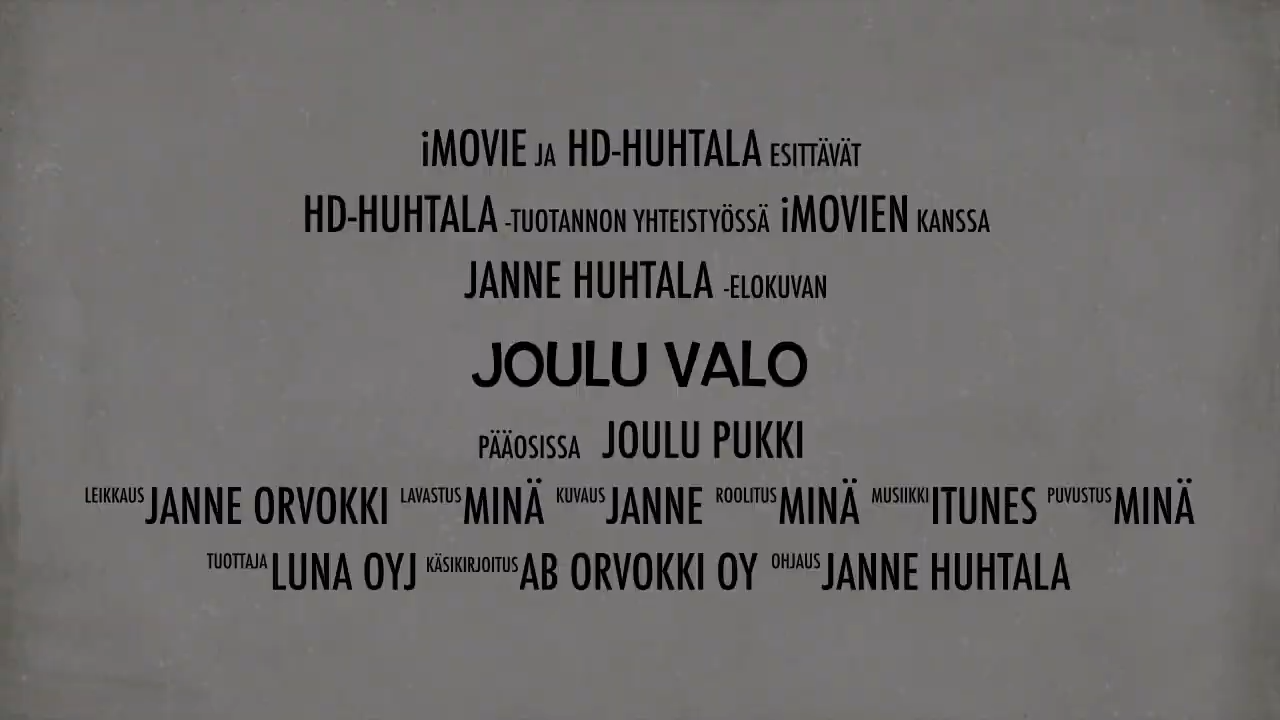 iMOVIE JA HD-HUHTALA ESITTÄVÄT
HD-HUHTALA -TUOTANNON YHTEISTYÖSSÄ iMOVIEN KANSSA
JANNE HUHTALA -ELOKUVAN
JOULU VALO
PÄÄOSISSA JOULU PUKKI
LEIKKAUS JANNE ORVOKKI LAVASTUS MINÄ KUVAUS JANNE ROOLITUS MINÄ MUSIIKKI ITUNES PUVUSTUS MINÄ
TUOTTAJA LUNA OYJ KÄSIKIRJOITUS AB ORVOKKI OY OHJAUS JANNE HUHTALA